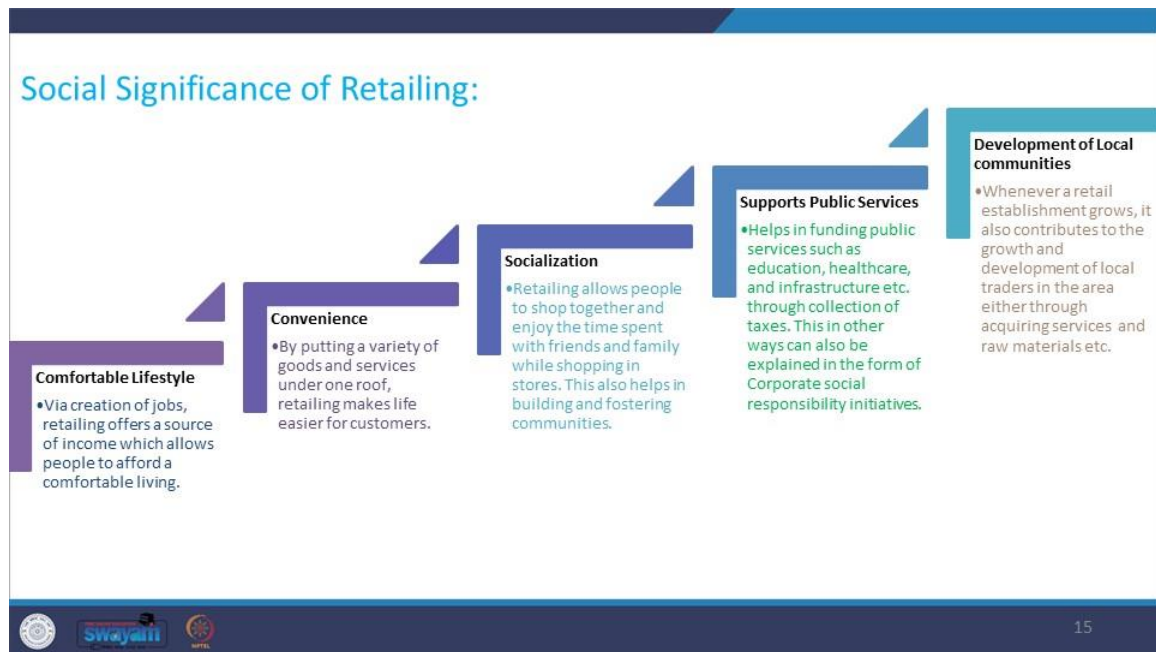 Social Significance of Retailing:
Comfortable Lifestyle
•Via creation of jobs,
retailing offers a source
of income which allows
people to afford a
comfortable living.
Convenience
•By putting a variety of
goods and services
under one roof,
retailing makes life
easier for customers.
Socialization
•Retailing allows people
to shop together and
enjoy the time spent
with friends and family
while shopping in
stores. This also helps in
building and fostering
communities.
Supports Public Services
•Helps in funding public
services such as
education, healthcare,
and infrastructure etc.
through collection of
taxes. This in other
ways can also be
explained in the form of
Corporate social
responsibility initiatives.
Development of Local
communities
•Whenever a retail
establishment grows, it
also contributes to the
growth and
development of local
traders in the area
either through
acquiring services and
raw materials etc.
swayam
NPTEL
15